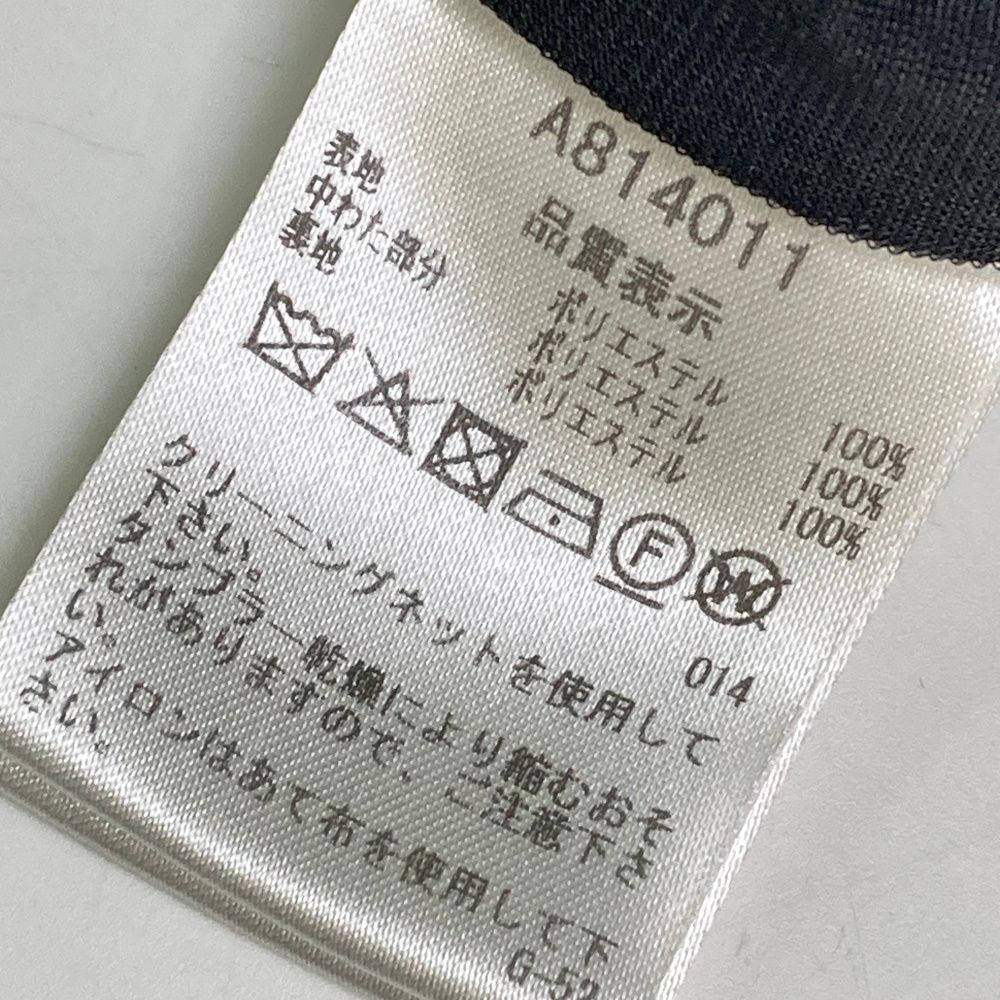 A814011
品質表示
表地 ポリエステル 100%
中わた部分 ポリエステル 100%
裏地 ポリエステル 100%
F W
014
クリーニングネットを使用して
下さい。
タンブラー乾燥により縮むおそ
れがありますので、ご注意下さ
い。
アイロンはあて布を使用して下
さい。
G-52